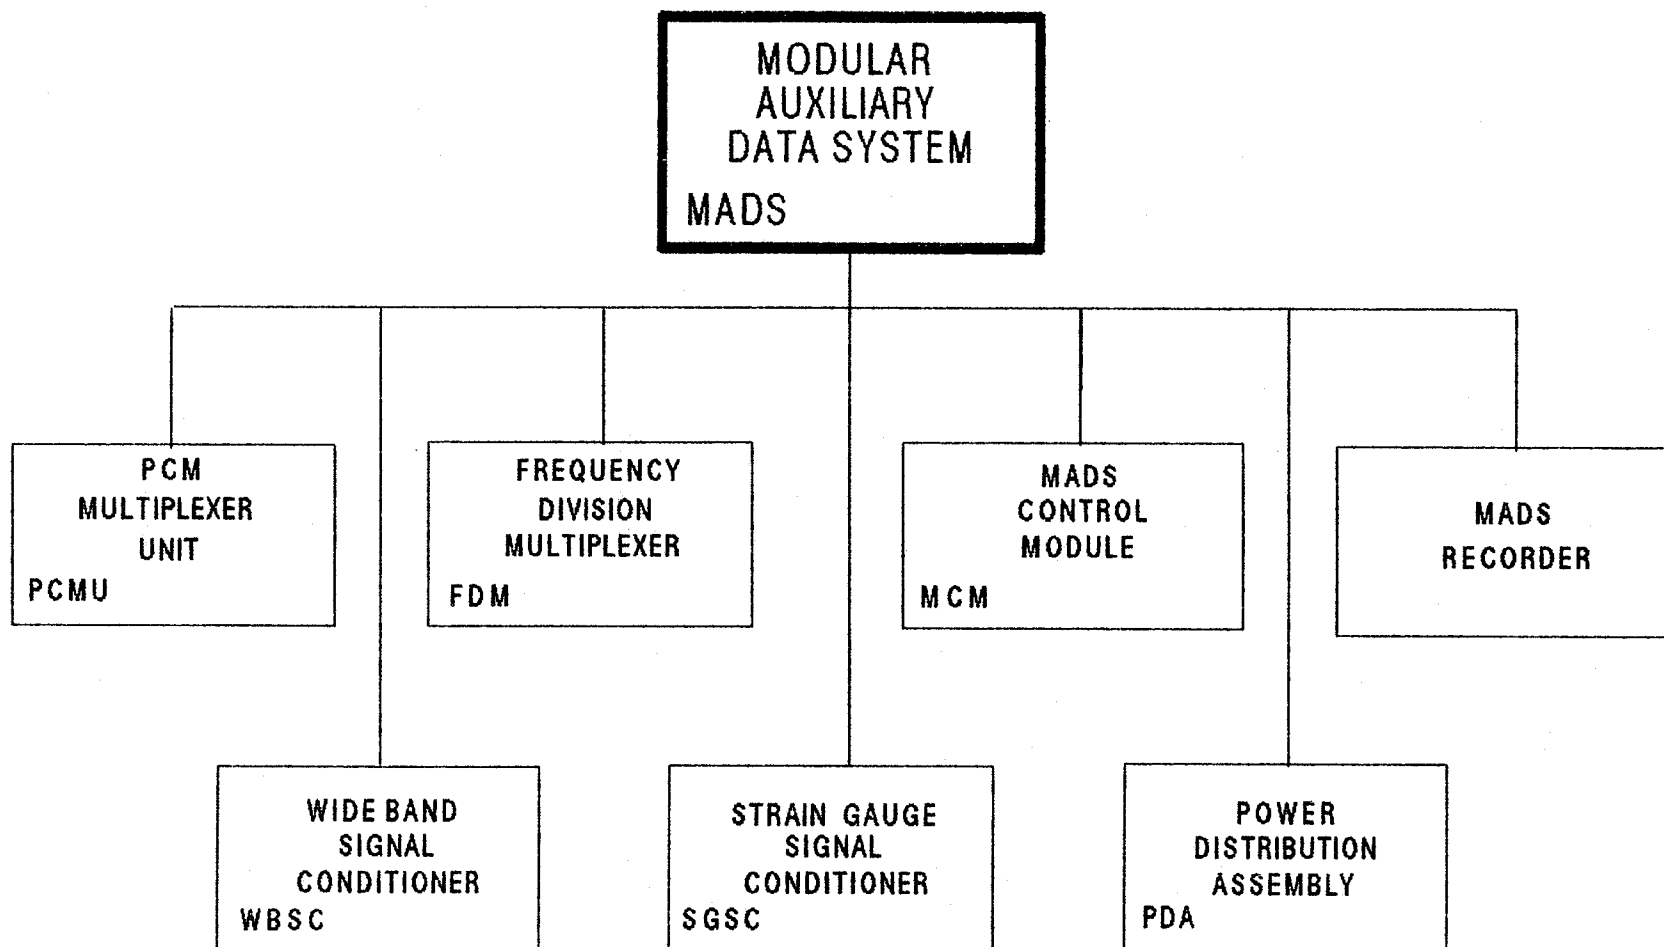 MODULAR
AUXILIARY
DATA SYSTEM
MADS
PCM
MULTIPLEXER
UNIT
PCMU
FREQUENCY
DIVISION
MULTIPLEXER
FDM
MADS
CONTROL
MODULE
MCM
MADS
RECORDER
WIDE BAND
SIGNAL
CONDITIONER
WBSC
STRAIN GAUGE
SIGNAL
CONDITIONER
SGSC
POWER
DISTRIBUTION
ASSEMBLY
PDA